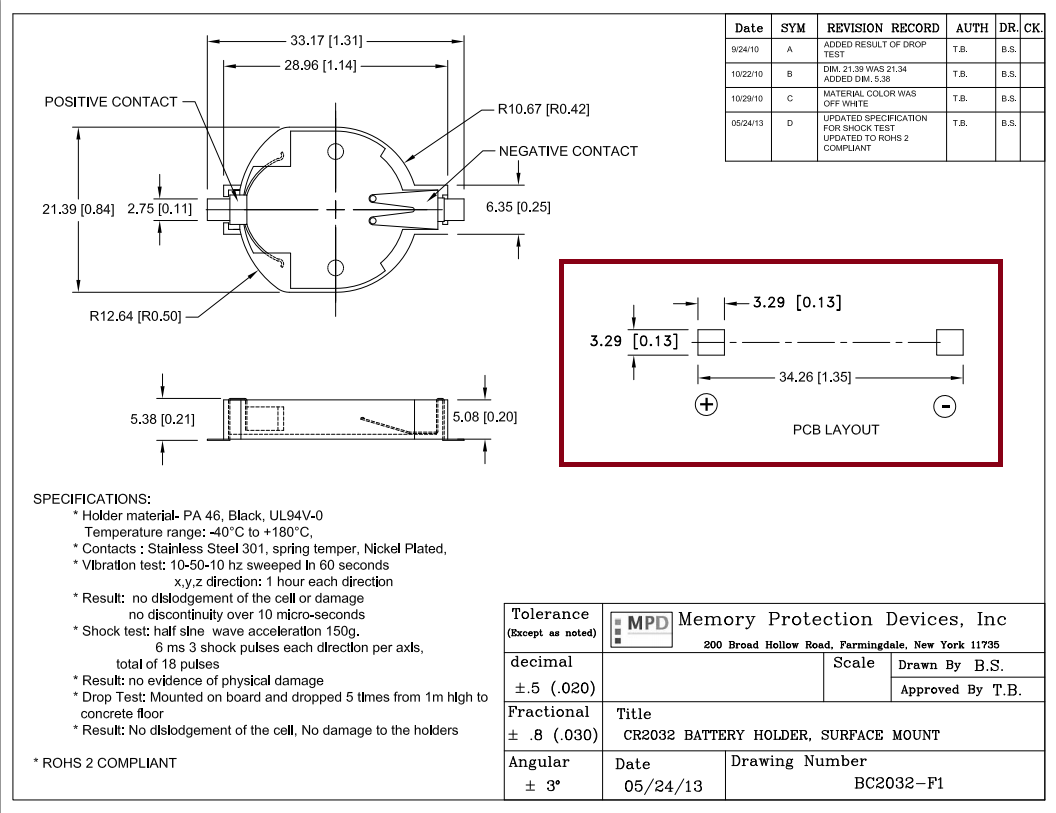 Date SYM REVISION RECORD AUTH DR. CK.
9/24/10 A ADDED RESULT OF DROP TEST T.B. B.S.
10/22/10 B DIM. 21.39 WAS 21.34 ADDED DIM. 5.38 T.B. B.S.
10/29/10 C MATERIAL COLOR WAS OFF WHITE T.B. B.S.
05/24/13 D UPDATED SPECIFICATION FOR SHOCK TEST UPDATED TO ROHS 2 COMPLIANT T.B. B.S.
33.17 [1.31]
28.96 [1.14]
POSITIVE CONTACT
R10.67 [R0.42]
NEGATIVE CONTACT
21.39 [0.84]
2.75 [0.11]
6.35 [0.25]
R12.64 [R0.50]
3.29 [0.13]
3.29 [0.13]
34.26 [1.35]
+
-
PCB LAYOUT
5.38 [0.21]
5.08 [0.20]
SPECIFICATIONS:
* Holder material- PA 46, Black, UL94V-0
Temperature range: -40°C to +180°C,
* Contacts : Stainless Steel 301, spring temper, Nickel Plated,
* Vibration test: 10-50-10 hz sweeped in 60 seconds
x,y,z direction: 1 hour each direction
* Result: no dislodgement of the cell or damage
no discontinuity over 10 micro-seconds
* Shock test: half sine wave acceleration 150g.
6 ms 3 shock pulses each direction per axis,
total of 18 pulses
* Result: no evidence of physical damage
* Drop Test: Mounted on board and dropped 5 times from 1m high to
concrete floor
* Result: No dislodgement of the cell, No damage to the holders
* ROHS 2 COMPLIANT
Tolerance
(Except as noted)
decimal
±.5 (.020)
Fractional
± .8 (.030)
Angular
± 3°
MPD Memory Protection Devices, Inc
200 Broad Hollow Road, Farmingdale, New York 11735
Scale
Drawn By B.S.
Approved By T.B.
Title
CR2032 BATTERY HOLDER, SURFACE MOUNT
Date
05/24/13
Drawing Number
BC2032-F1